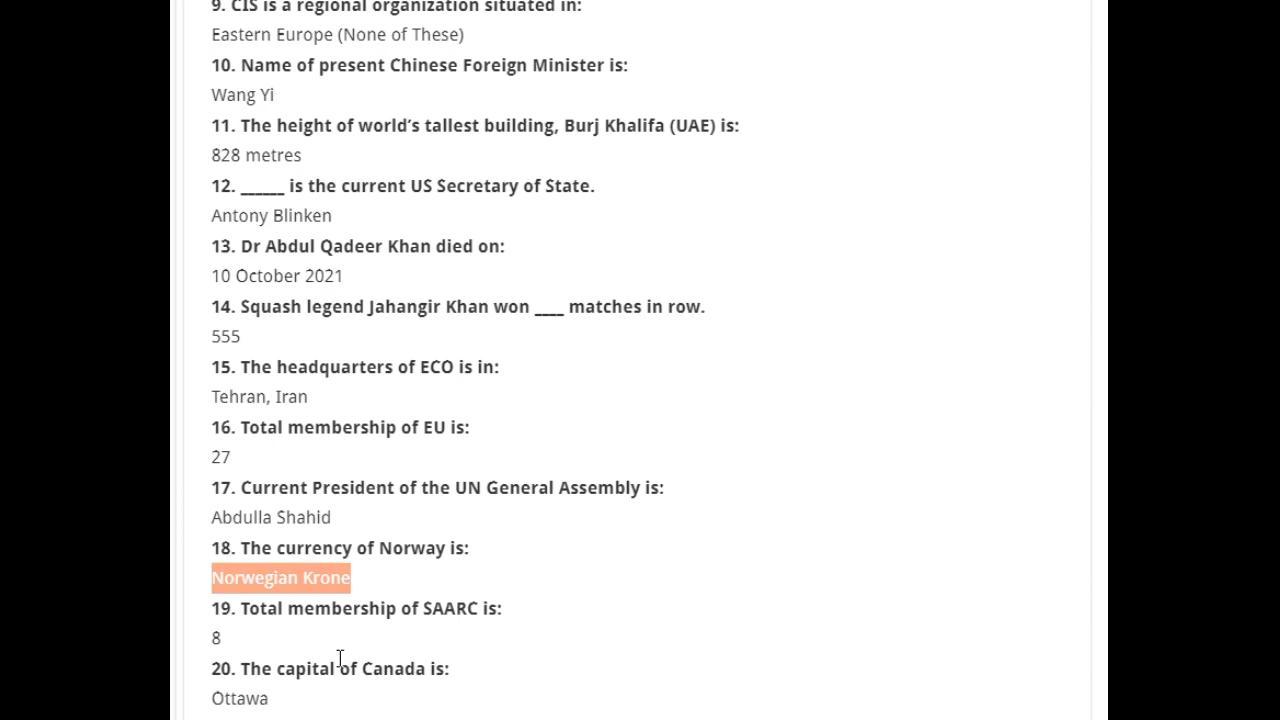 9. CIS is a regional organization situated in:
Eastern Europe (None of These)
10. Name of present Chinese Foreign Minister is:
Wang Yi
11. The height of world’s tallest building, Burj Khalifa (UAE) is:
828 metres
12. ______ is the current US Secretary of State.
Antony Blinken
13. Dr Abdul Qadeer Khan died on:
10 October 2021
14. Squash legend Jahangir Khan won ____ matches in row.
555
15. The headquarters of ECO is in:
Tehran, Iran
16. Total membership of EU is:
27
17. Current President of the UN General Assembly is:
Abdulla Shahid
18. The currency of Norway is:
Norwegian Krone
19. Total membership of SAARC is:
8
20. The capital of Canada is:
Ottawa